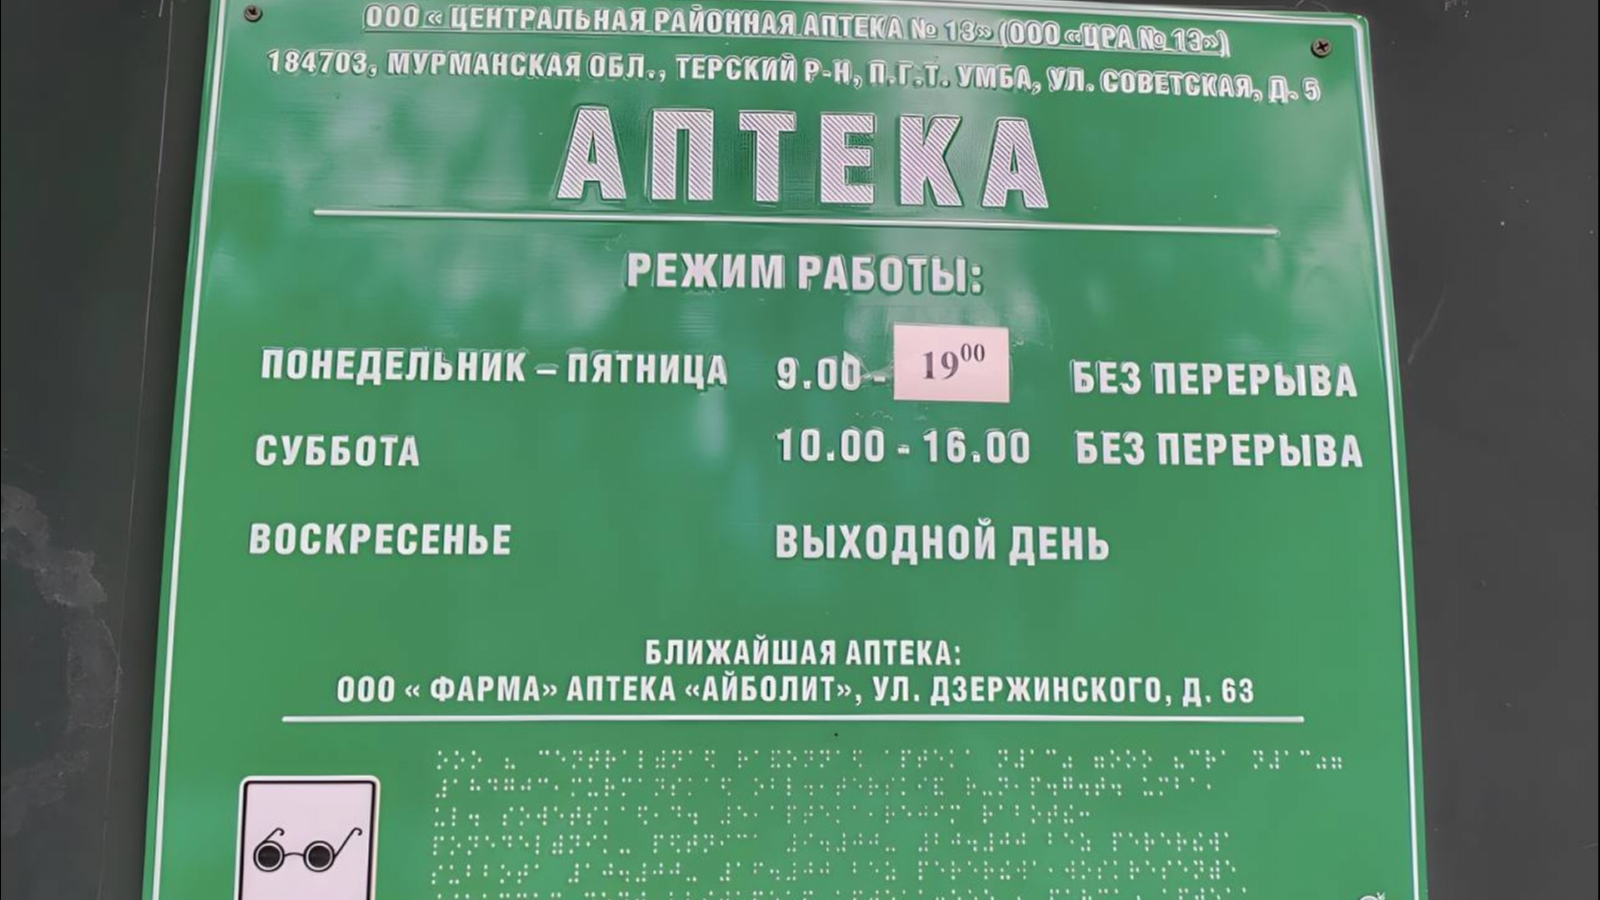 ООО « ЦЕНТРАЛЬНАЯ РАЙОННАЯ АПТЕКА № 13» (ООО «ЦРА № 13»)
184703, МУРМАНСКАЯ ОБЛ., ТЕРСКИЙ Р-Н, П.Г.Т. УМБА, УЛ. СОВЕТСКАЯ, Д. 5
АПТЕКА
РЕЖИМ РАБОТЫ:
ПОНЕДЕЛЬНИК – ПЯТНИЦА 9.00 - 19⁰⁰ БЕЗ ПЕРЕРЫВА
СУББОТА 10.00 - 16.00 БЕЗ ПЕРЕРЫВА
ВОСКРЕСЕНЬЕ ВЫХОДНОЙ ДЕНЬ
БЛИЖАЙШАЯ АПТЕКА:
ООО « ФАРМА» АПТЕКА «АЙБОЛИТ», УЛ. ДЗЕРЖИНСКОГО, Д. 63